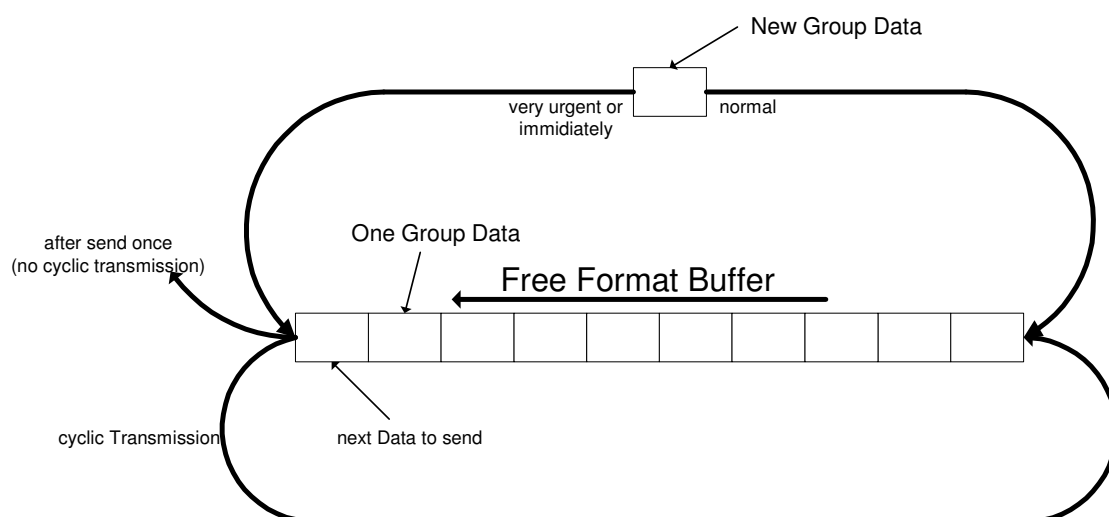 New Group Data
very urgent or
immidiately
normal
after send once
(no cyclic transmission)
One Group Data
Free Format Buffer
cyclic Transmission
next Data to send